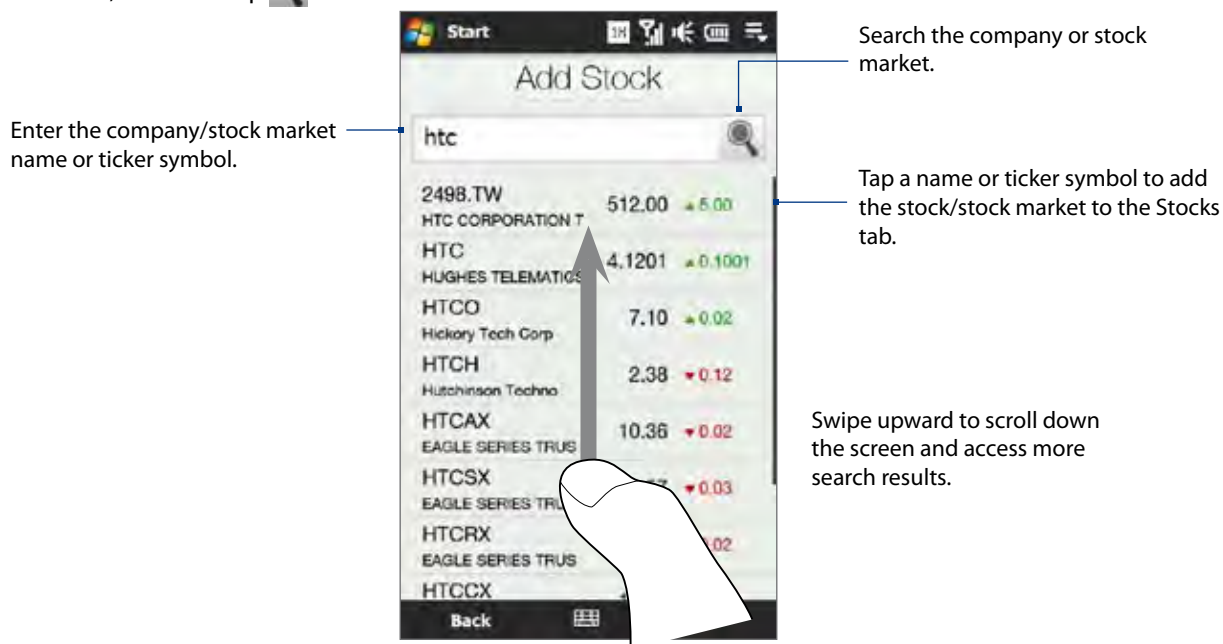 Start
Add Stock
htc
2498.TW 512.00 5.00
HTC CORPORATION T
HTC 4.1201 0.1001
HUGHES TELEMATICS
HTCO 7.10 0.02
Hickory Tech Corp
HTCH 2.38 0.12
Hutchinson Techno
HTCAX 10.36 0.02
EAGLE SERIES TRUS
HTCSX 0.03
EAGLE SERIES
HTCRX
EAGLE SERIES TRUS
HTCCX
Back
Enter the company/stock market
name or ticker symbol.
Search the company or stock
market.
Tap a name or ticker symbol to add
the stock/stock market to the Stocks
tab.
Swipe upward to scroll down
the screen and access more
search results.